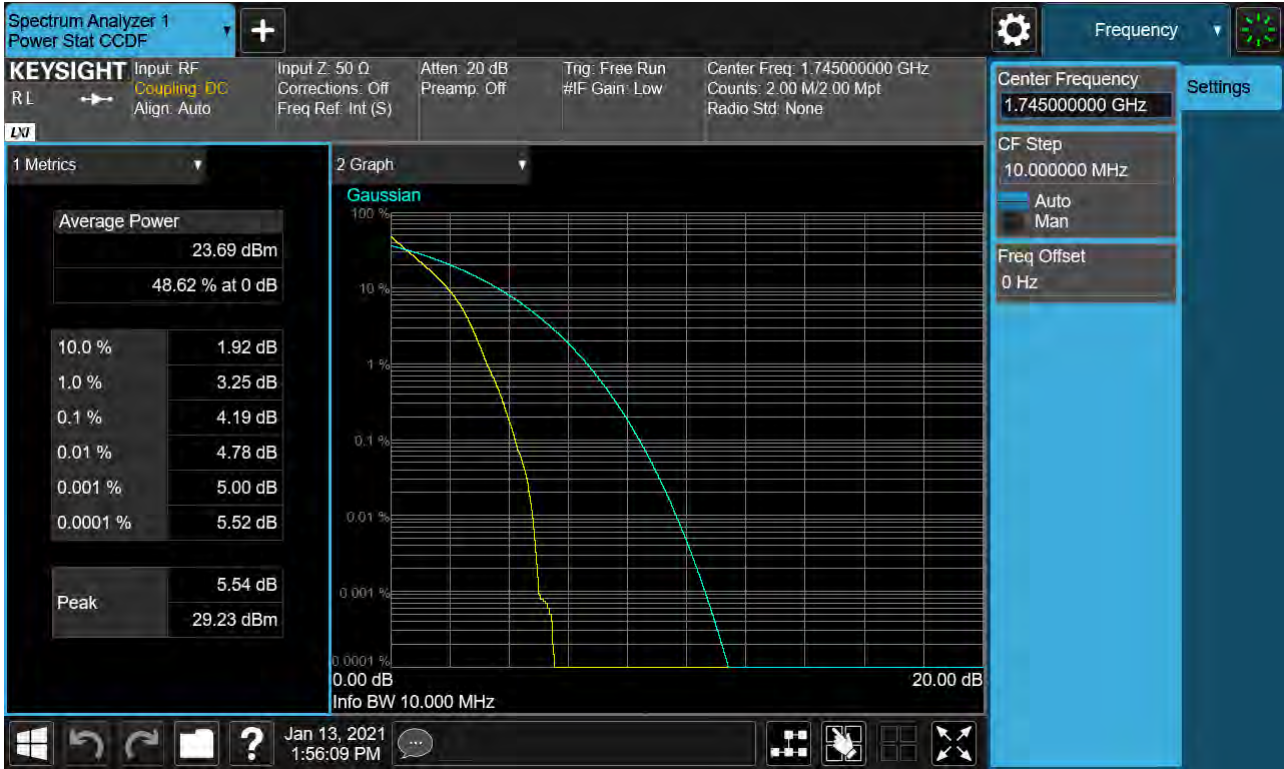 Spectrum Analyzer 1
Power Stat CCDF
Frequency
KEYSIGHT
R L
LXI
Input: RF
Coupling: DC
Align: Auto
Input Z: 50 Ω
Corrections: Off
Freq Ref: Int (S)
Atten: 20 dB
Preamp: Off
Trig: Free Run
#IF Gain: Low
Center Freq: 1.745000000 GHz
Counts: 2.00 M/2.00 Mpt
Radio Std: None
Center Frequency
1.745000000 GHz
Settings
CF Step
10.000000 MHz
Auto
Man
Freq Offset
0 Hz
1 Metrics
Average Power
23.69 dBm
48.62 % at 0 dB
10.0 % 1.92 dB
1.0 % 3.25 dB
0.1 % 4.19 dB
0.01 % 4.78 dB
0.001 % 5.00 dB
0.0001 % 5.52 dB
Peak
5.54 dB
29.23 dBm
2 Graph
Gaussian
100 %
10 %
1 %
0.1 %
0.01 %
0.001 %
0.0001 %
0.00 dB 20.00 dB
Info BW 10.000 MHz
?
Jan 13, 2021
1:56:09 PM